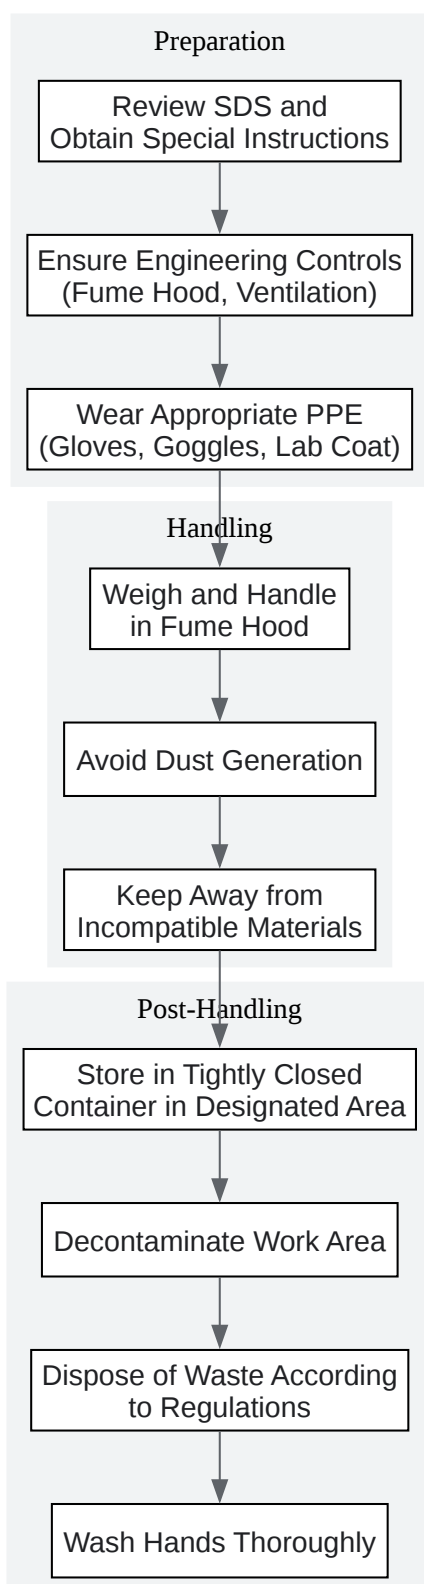 Preparation
Review SDS and
Obtain Special Instructions
Ensure Engineering Controls
(Fume Hood, Ventilation)
Wear Appropriate PPE
(Gloves, Goggles, Lab Coat)
Handling
Weigh and Handle
in Fume Hood
Avoid Dust Generation
Keep Away from
Incompatible Materials
Post-Handling
Store in Tightly Closed
Container in Designated Area
Decontaminate Work Area
Dispose of Waste According
to Regulations
Wash Hands Thoroughly